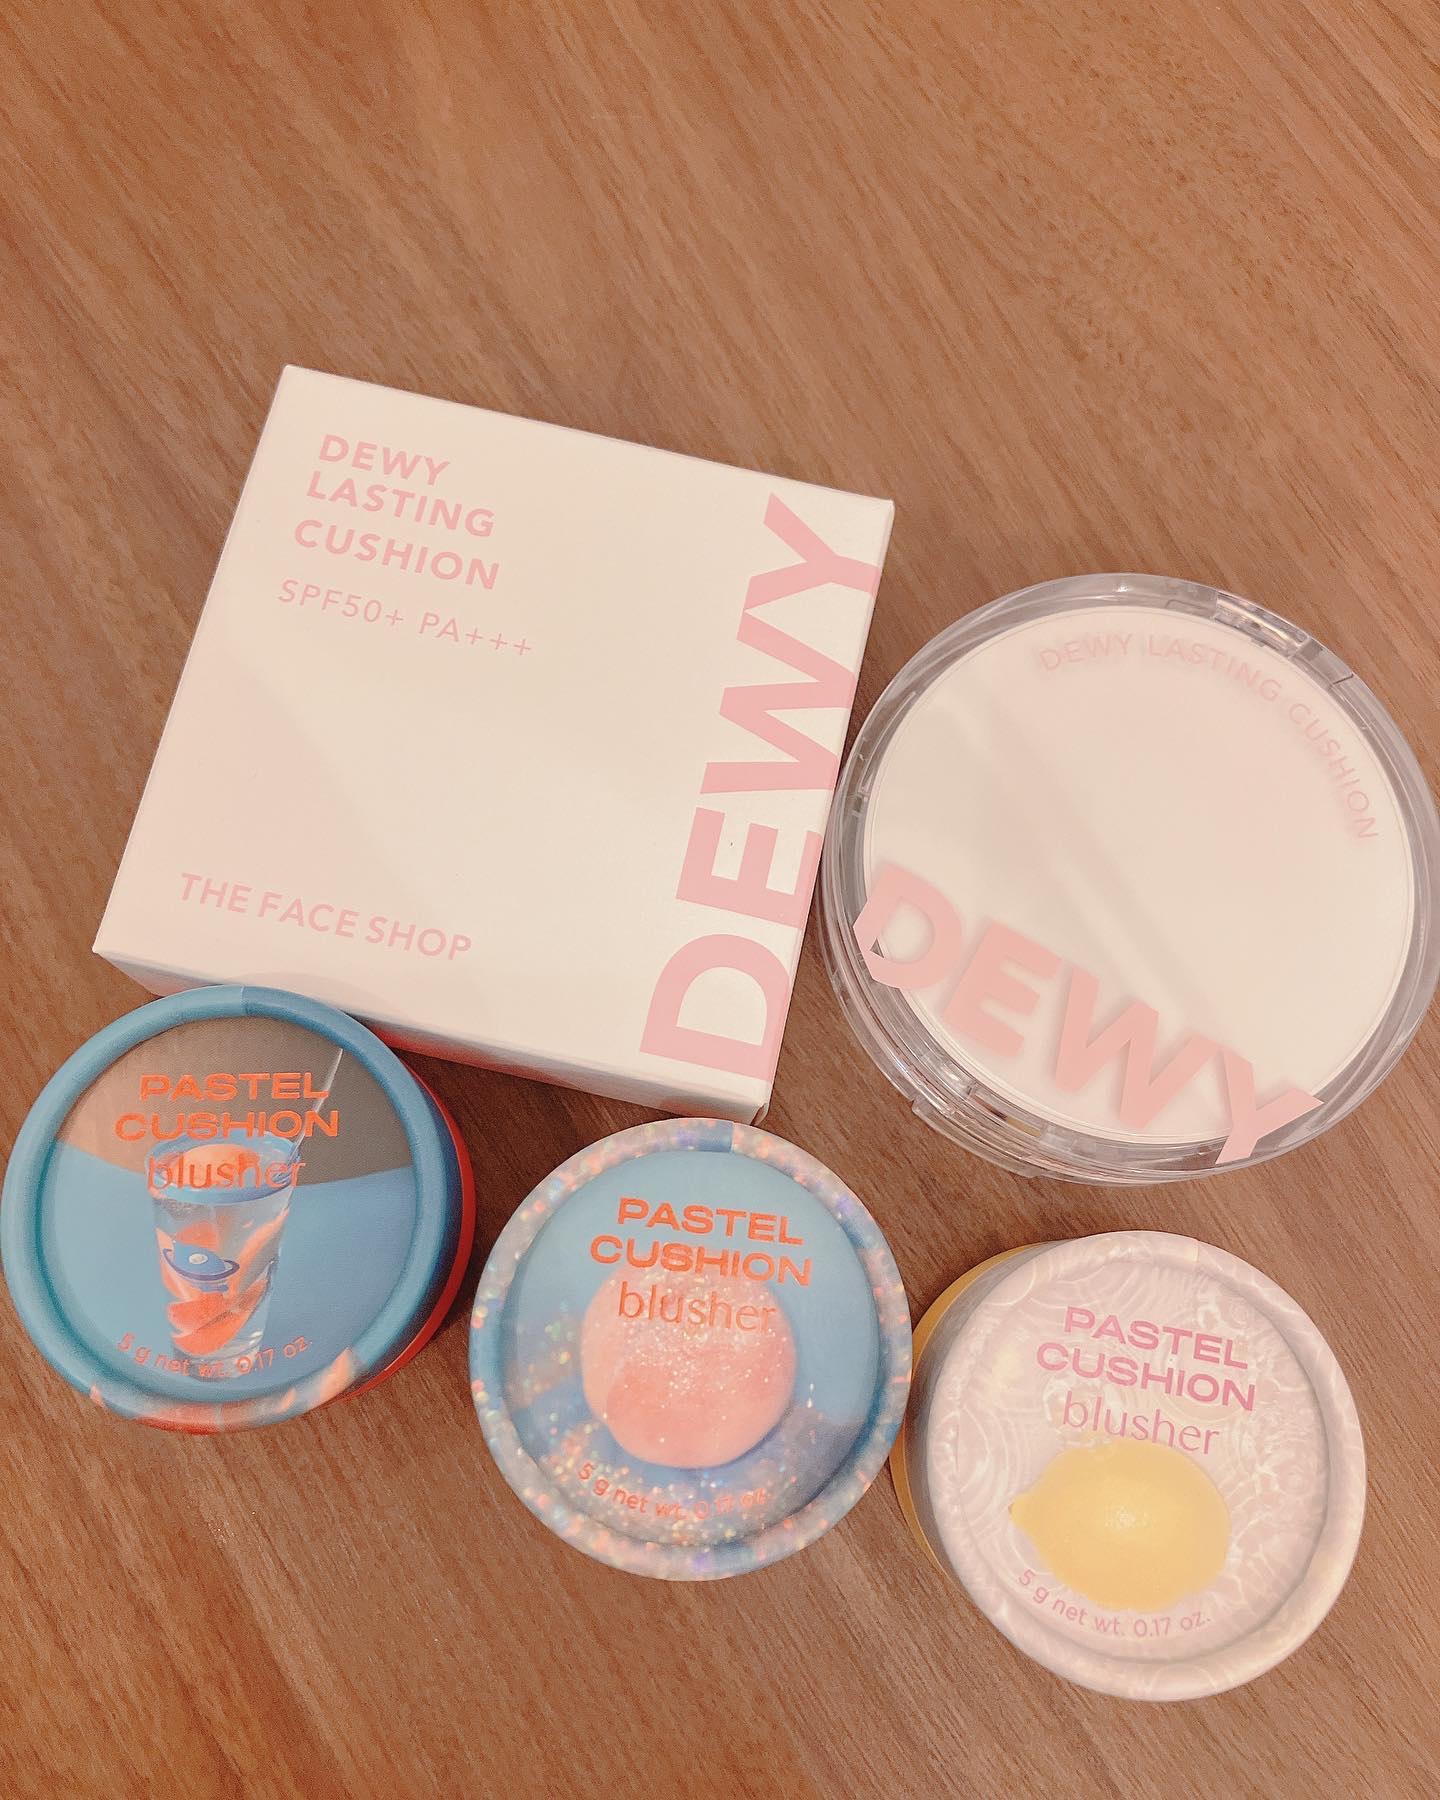 DEWY
LASTING
CUSHION
SPF50+ PA+++
DEWY
THE FACE SHOP
DEWY LASTING CUSHION
DEWY
PASTEL
CUSHION
blusher
5 g net wt. 0.17 oz.
PASTEL
CUSHION
blusher
5 g net wt. 0.17 oz.
PASTEL
CUSHION
blusher
5 g net wt. 0.17 oz.